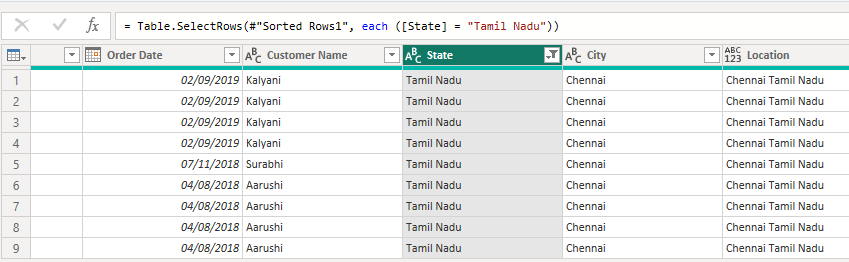 fx = Table.SelectRows(#"Sorted Rows1", each ([State] = "Tamil Nadu"))
Order Date ABC Customer Name ABC State ABC City ABC 123 Location
1 02/09/2019 Kalyani Tamil Nadu Chennai Chennai Tamil Nadu
2 02/09/2019 Kalyani Tamil Nadu Chennai Chennai Tamil Nadu
3 02/09/2019 Kalyani Tamil Nadu Chennai Chennai Tamil Nadu
4 02/09/2019 Kalyani Tamil Nadu Chennai Chennai Tamil Nadu
5 07/11/2018 Surabhi Tamil Nadu Chennai Chennai Tamil Nadu
6 04/08/2018 Aarushi Tamil Nadu Chennai Chennai Tamil Nadu
7 04/08/2018 Aarushi Tamil Nadu Chennai Chennai Tamil Nadu
8 04/08/2018 Aarushi Tamil Nadu Chennai Chennai Tamil Nadu
9 04/08/2018 Aarushi Tamil Nadu Chennai Chennai Tamil Nadu